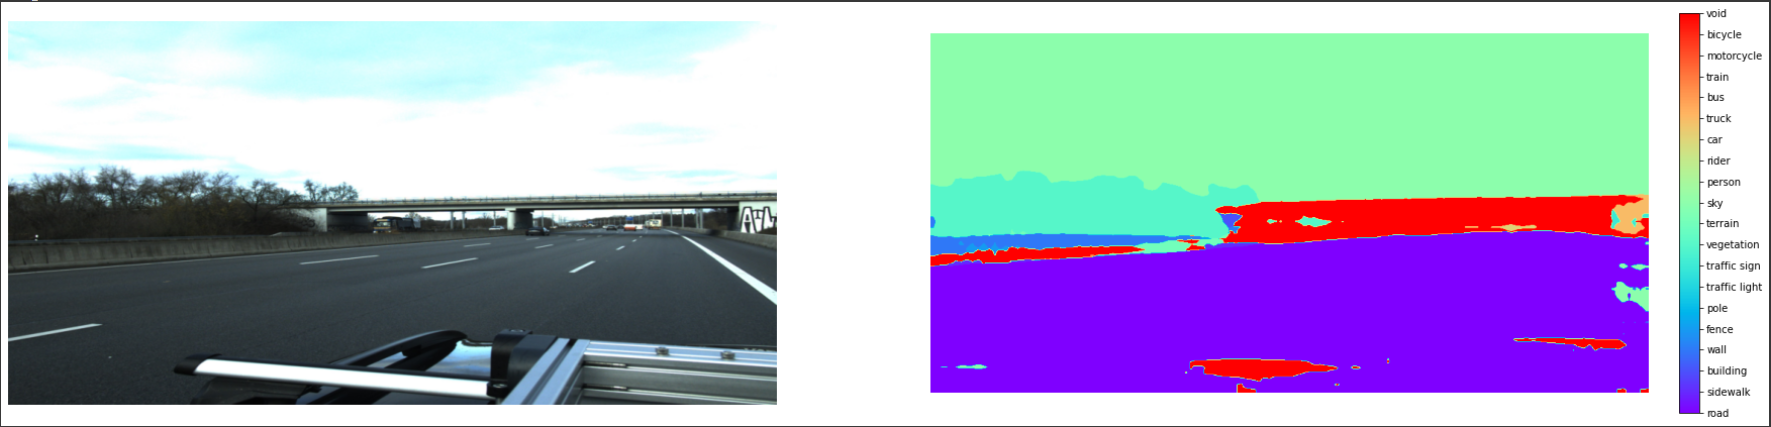 void
bicycle
motorcycle
train
bus
truck
car
rider
person
sky
terrain
vegetation
traffic sign
traffic light
pole
fence
wall
building
sidewalk
road